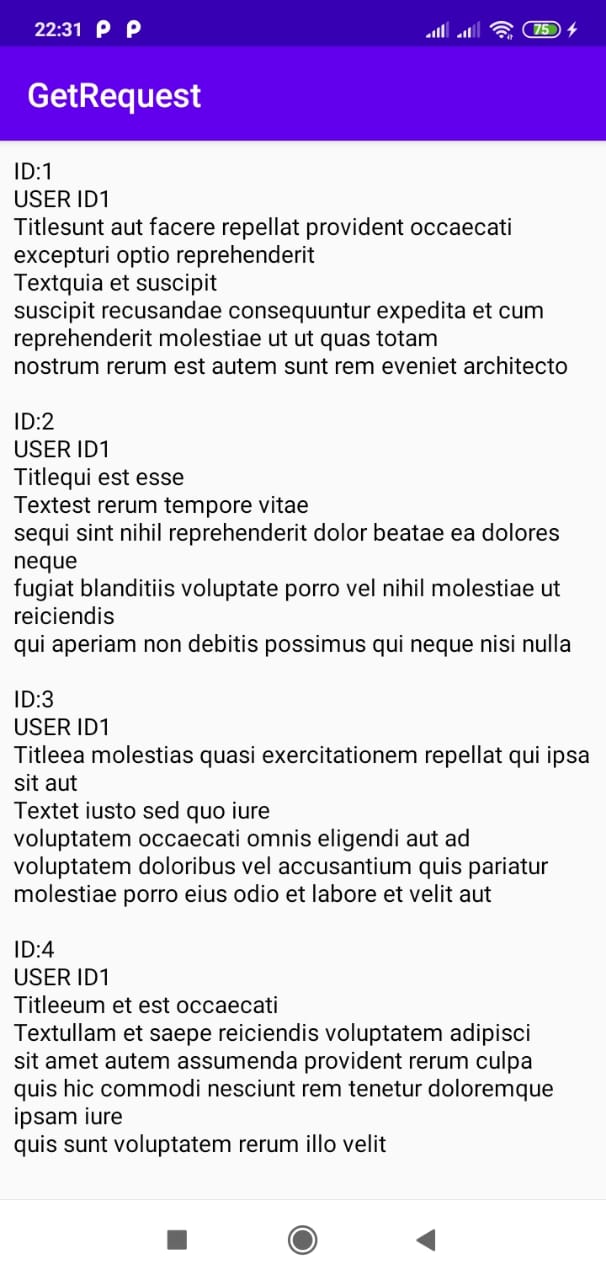 22:31 P P 75
GetRequest
ID:1
USER ID1
Titlesunt aut facere repellat provident occaecati
excepturi optio reprehenderit
Textquia et suscipit
suscipit recusandae consequuntur expedita et cum
reprehenderit molestiae ut ut quas totam
nostrum rerum est autem sunt rem eveniet architecto
ID:2
USER ID1
Titlequi est esse
Textest rerum tempore vitae
sequi sint nihil reprehenderit dolor beatae ea dolores
neque
fugiat blanditiis voluptate porro vel nihil molestiae ut
reiciendis
qui aperiam non debitis possimus qui neque nisi nulla
ID:3
USER ID1
Titleea molestias quasi exercitationem repellat qui ipsa
sit aut
Textet iusto sed quo iure
voluptatem occaecati omnis eligendi aut ad
voluptatem doloribus vel accusantium quis pariatur
molestiae porro eius odio et labore et velit aut
ID:4
USER ID1
Titleeum et est occaecati
Textullam et saepe reiciendis voluptatem adipisci
sit amet autem assumenda provident rerum culpa
quis hic commodi nesciunt rem tenetur doloremque
ipsam iure
quis sunt voluptatem rerum illo velit